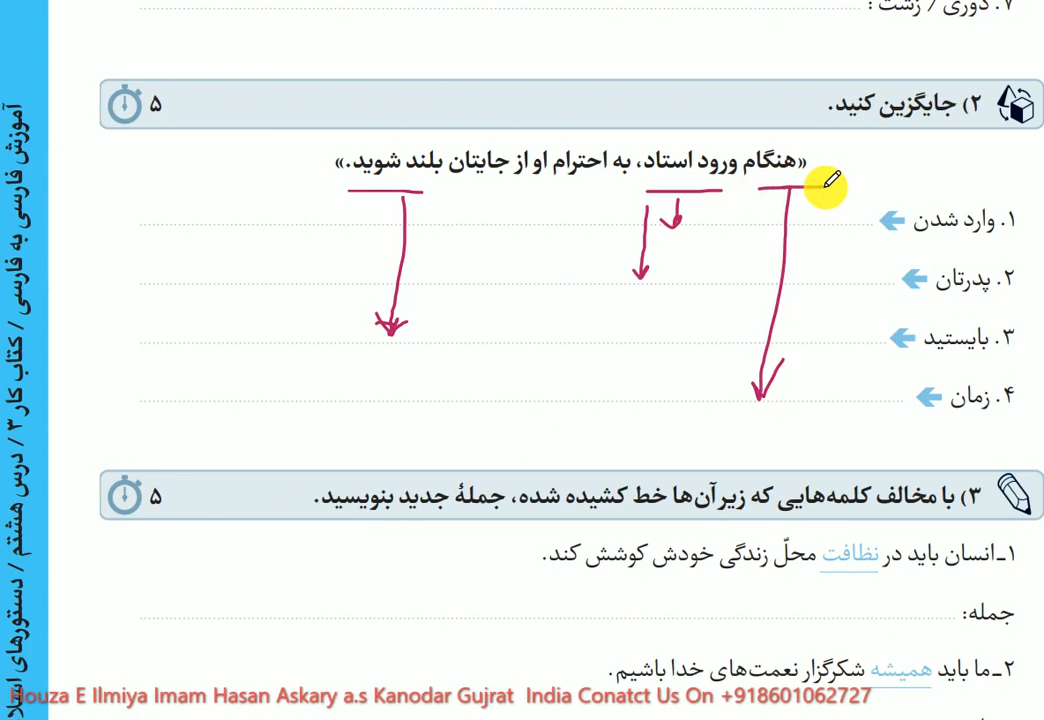 ۷. دوری / زشت :
۲) جایگزین کنید.
۵
«هنگام ورود استاد، به احترام او از جایتان بلند شوید.»
۱. وارد شدن
۲. پدرتان
۳. بایستید
۴. زمان
۳) با مخالف کلمه‌هایی که زیر آن‌ها خط کشیده شده، جملهٔ جدید بنویسید.
۵
۱ـ انسان باید در نظافت محلّ زندگی خودش کوشش کند.
جمله:
۲ـ ما باید همیشه شکرگزار نعمت‌های خدا باشیم.
Houza E Ilmiya Imam Hasan Askary a.s Kanodar Gujrat India Conatct Us On +918601062727
آموزش فارسی به فارسی / کتاب کار ۳ / درس هشتم / دستورهای